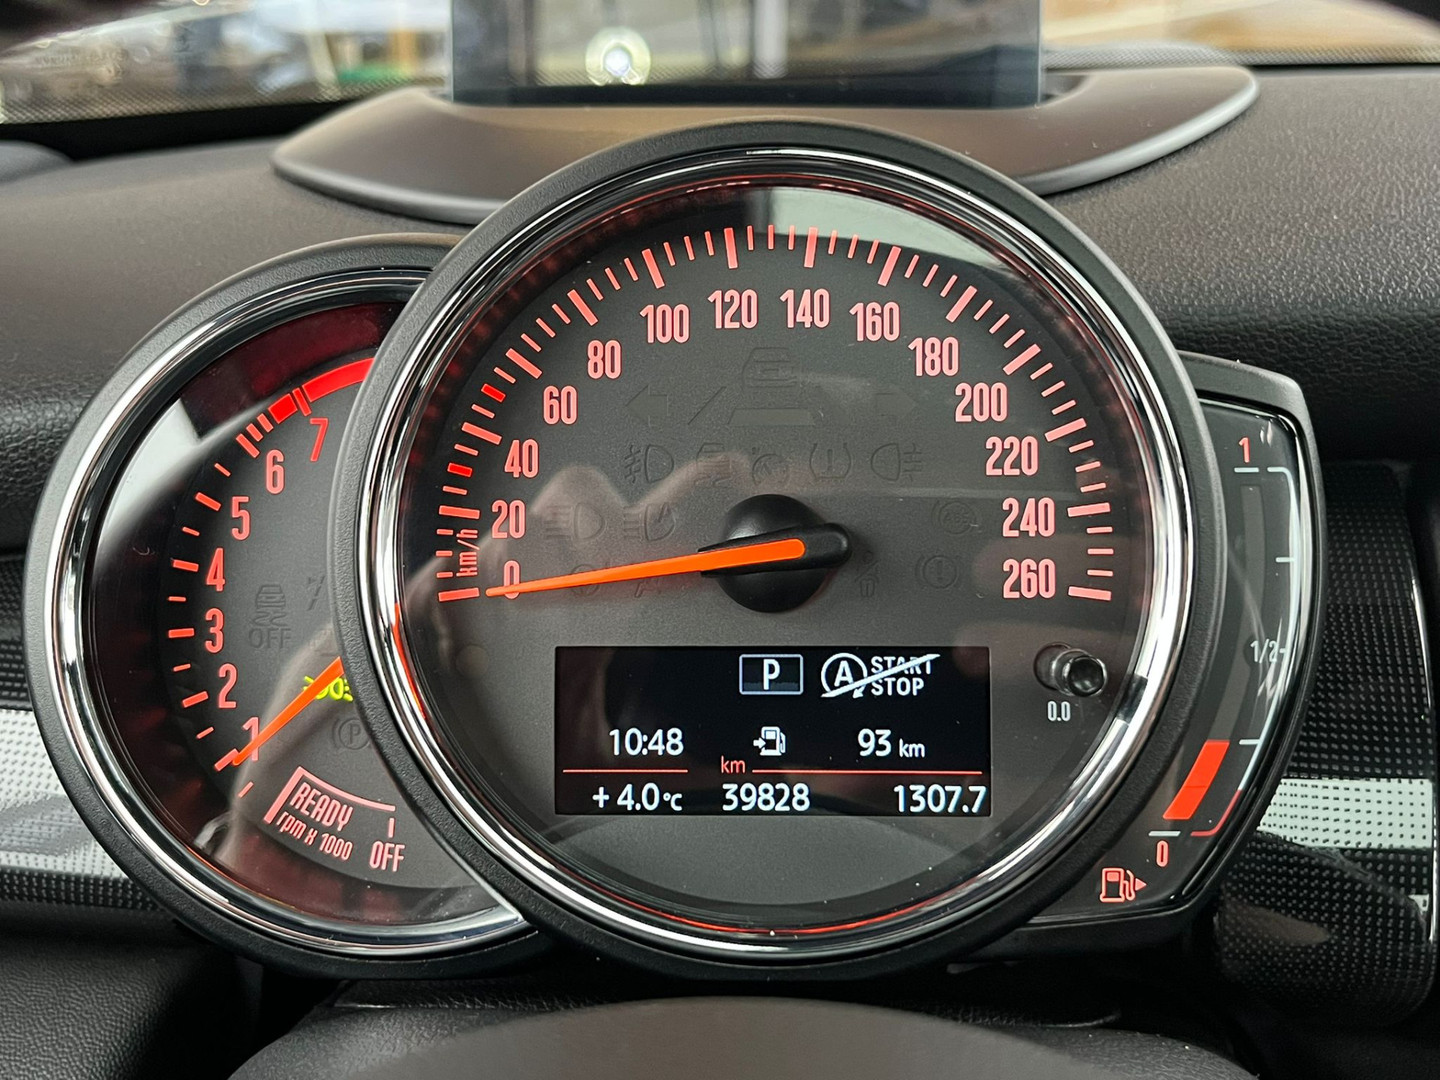 100 120 140 160
80 180
60 200
40 220
20 240
km/h
0 260
7
6
5
4
3
2
1
OFF
READY
rpm x 1000
OFF
P A START STOP
10:48 93 km
km
+4.0°C 39828 1307.7
0.0
1
1/2
0